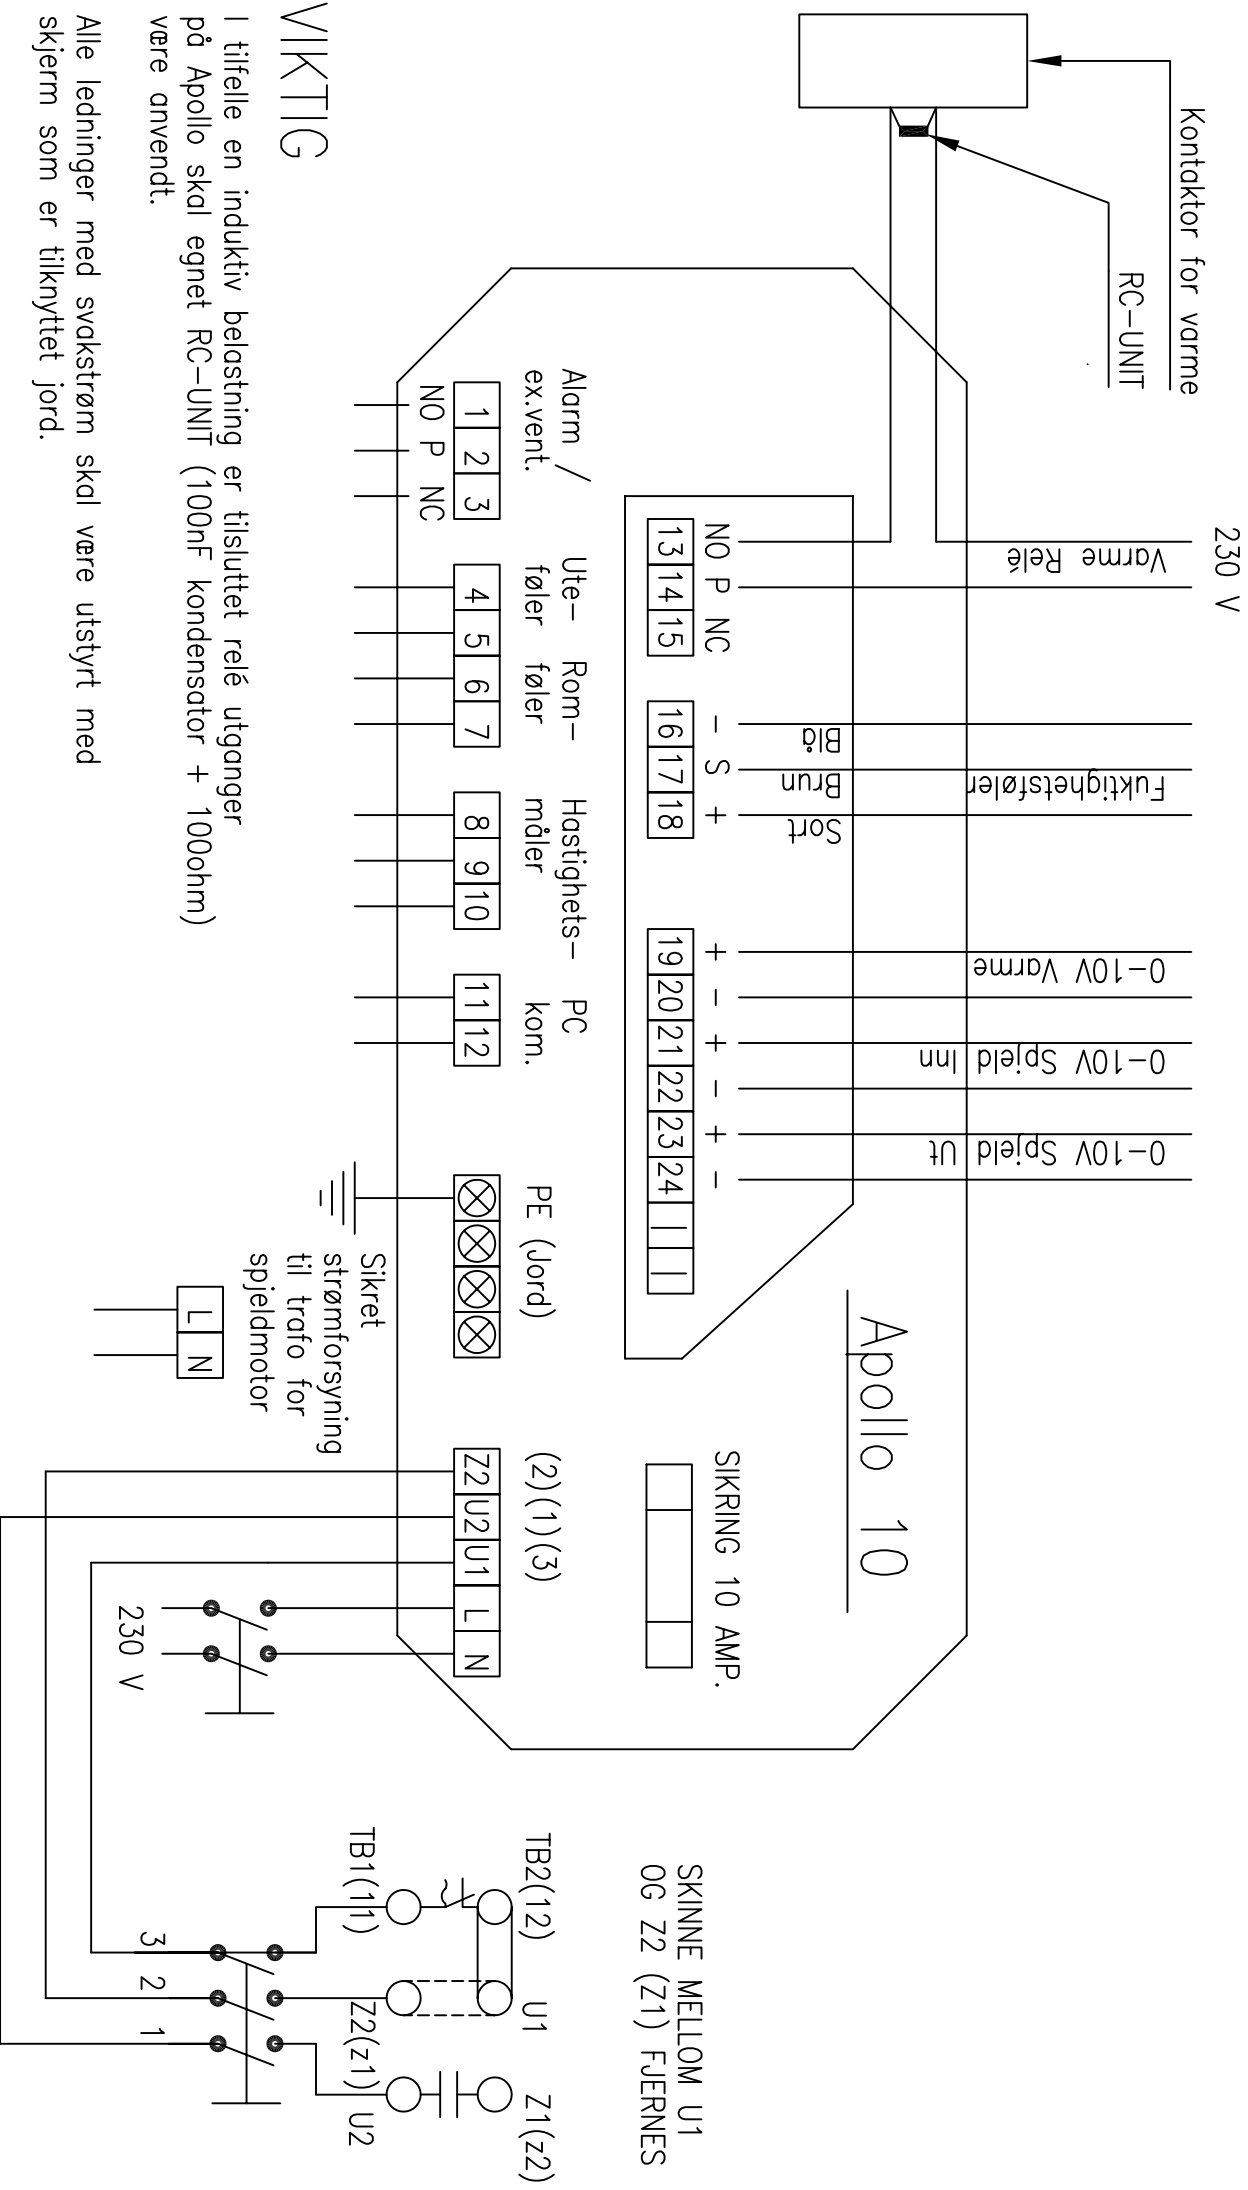 230 V
Kontaktor for varme
RC-UNIT
Varme Relé
Fuktighetsføler
Blå
Brun
Sort
0-10V Varme
0-10V Spjeld Inn
0-10V Spjeld Ut
NO P NC
- S +
+ - + - + -
13 14 15
16 17 18
19 20 21 22 23 24
Apollo 10
SIKRING 10 AMP.
Alarm /
ex.vent.
Ute-
føler
Rom-
føler
Hastighets-
måler
PC
kom.
PE (Jord)
(2)(1)(3)
1 2 3
4 5 6 7
8 9 10
11 12
Z2 U2 U1 L N
NO P NC
Sikret
strømforsyning
til trafo for
spjeldmotor
L N
230 V
SKINNE MELLOM U1
OG Z2 (Z1) FJERNES
TB2(12)
U1
Z1(z2)
TB1(11)
Z2(z1)
U2
3 2 1
VIKTIG
I tilfelle en induktiv belastning er tilsluttet relé utganger
på Apollo skal egnet RC-UNIT (100nF kondensator + 100ohm)
være anvendt.
Alle ledninger med svakstrøm skal være utstyrt med
skjerm som er tilknyttet jord.